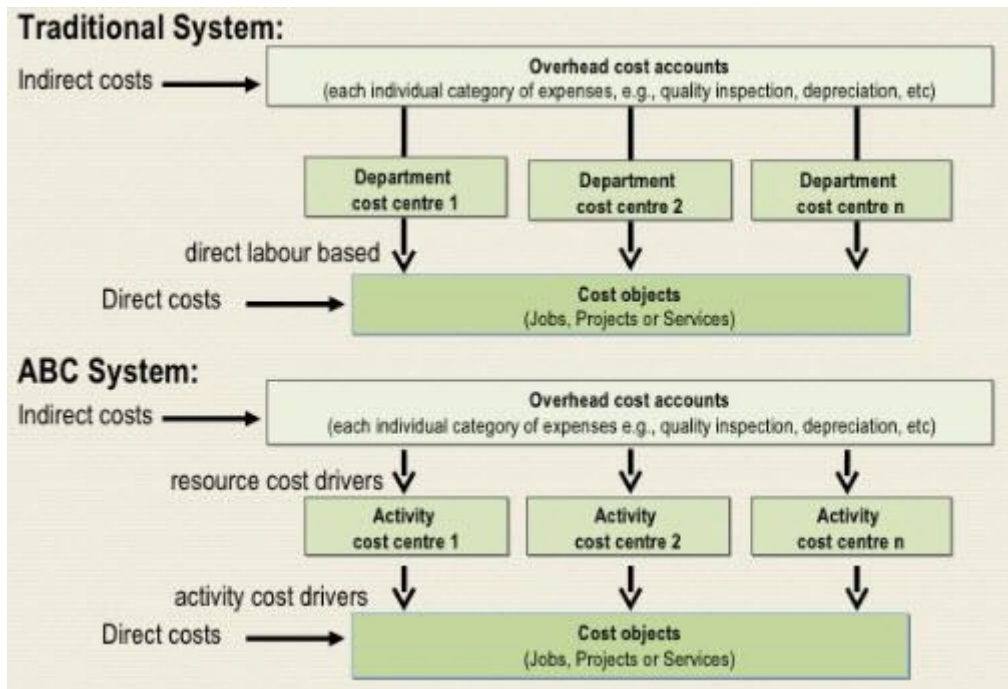 Traditional System:
Indirect costs
Overhead cost accounts
(each individual category of expenses, e.g., quality inspection, depreciation, etc)
Department
cost centre 1
Department
cost centre 2
Department
cost centre n
direct labour based
Direct costs
Cost objects
(Jobs, Projects or Services)
ABC System:
Indirect costs
Overhead cost accounts
(each individual category of expenses e.g., quality inspection, depreciation, etc)
resource cost drivers
Activity
cost centre 1
Activity
cost centre 2
Activity
cost centre n
activity cost drivers
Direct costs
Cost objects
(Jobs, Projects or Services)